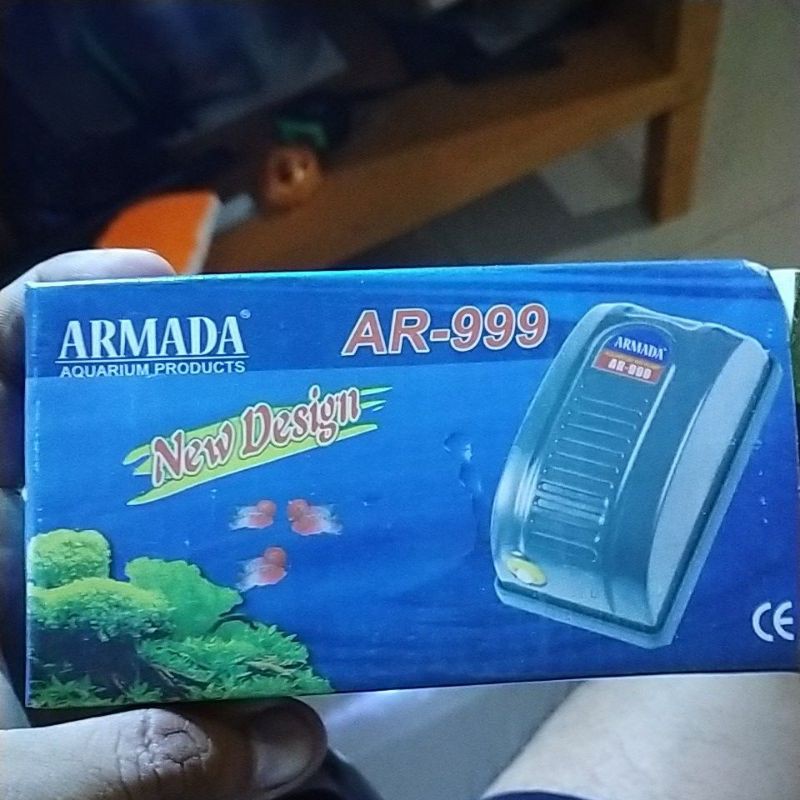 ARMADA®
AQUARIUM PRODUCTS
AR-999
New Design
ARMADA
AR-999
CE